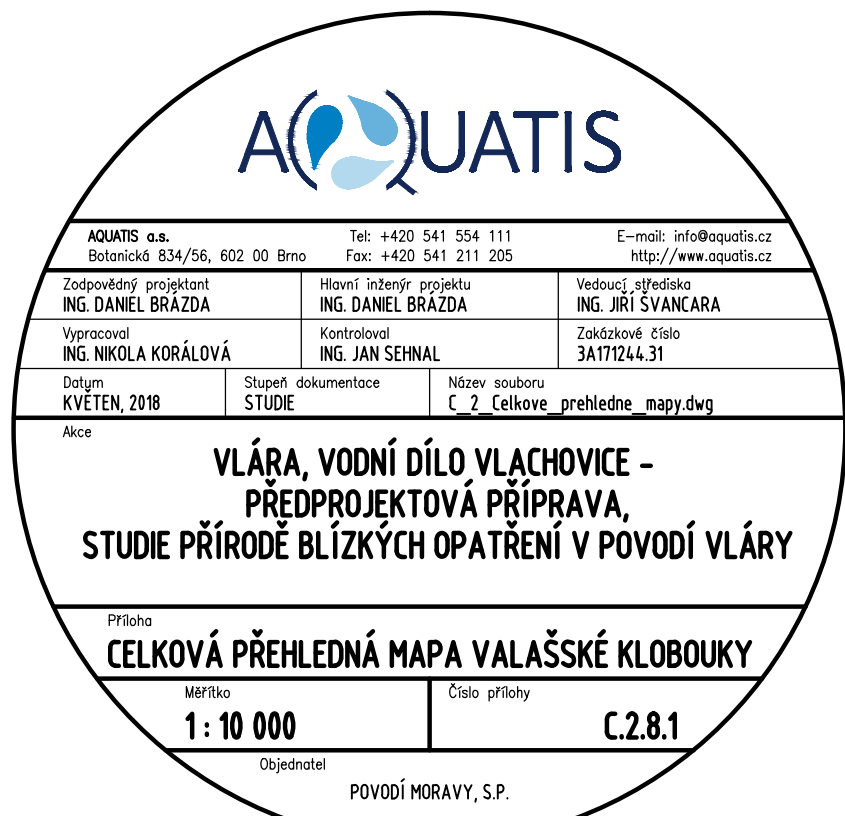 AQUATIS
AQUATIS a.s. Tel: +420 541 554 111 E-mail: info@aquatis.cz
Botanická 834/56, 602 00 Brno Fax: +420 541 211 205 http://www.aquatis.cz
Zodpovědný projektant Hlavní inženýr projektu Vedoucí střediska
ING. DANIEL BRÁZDA ING. DANIEL BRÁZDA ING. JIŘÍ ŠVANCARA
Vypracoval Kontroloval Zakázkové číslo
ING. NIKOLA KORÁLOVÁ ING. JAN SEHNAL 3A171244.31
Datum Stupeň dokumentace Název souboru
KVĚTEN, 2018 STUDIE C_2_Celkove_prehledne_mapy.dwg
Akce
VLÁRA, VODNÍ DÍLO VLACHOVICE -
PŘEDPROJEKTOVÁ PŘÍPRAVA,
STUDIE PŘÍRODĚ BLÍZKÝCH OPATŘENÍ V POVODÍ VLÁRY
Příloha
CELKOVÁ PŘEHLEDNÁ MAPA VALAŠSKÉ KLOBOUKY
Měřítko Číslo přílohy
1 : 10 000 C.2.8.1
Objednatel
POVODÍ MORAVY, S.P.